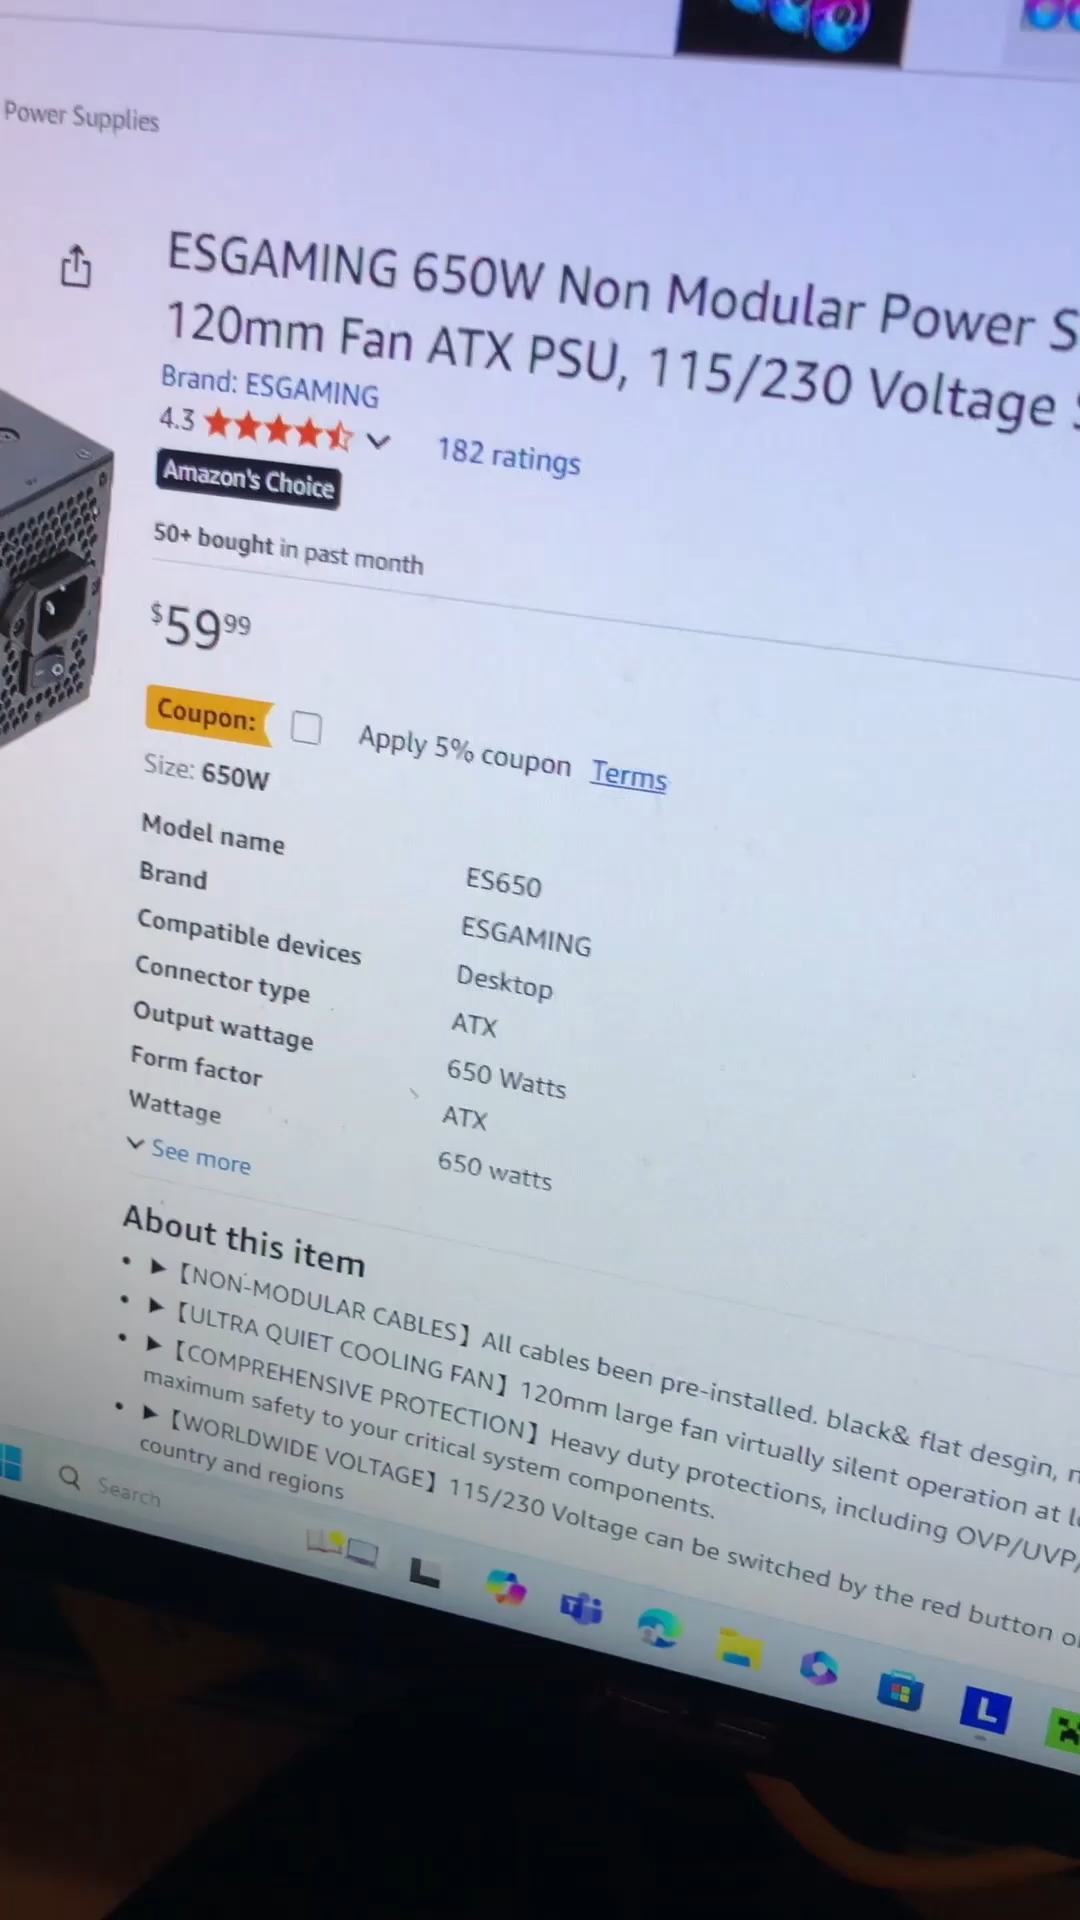 Power Supplies
ESGAMING 650W Non Modular Power S
120mm Fan ATX PSU, 115/230 Voltage
Brand: ESGAMING
4.3
182 ratings
Amazon's Choice
50+ bought in past month
$59 99
Coupon:
Apply 5% coupon Terms
Size: 650W
Model name
ES650
Brand
ESGAMING
Compatible devices
Desktop
Connector type
ATX
Output wattage
650 Watts
Form factor
ATX
Wattage
650 watts
See more
About this item
• ▶【NON-MODULAR CABLES】All cables been pre-installed. black& flat desgin,
• ▶【ULTRA QUIET COOLING FAN】120mm large fan virtually silent operation at
• ▶【COMPREHENSIVE PROTECTION】Heavy duty protections, including OVP/UVP/
maximum safety to your critical system components.
• ▶【WORLDWIDE VOLTAGE】115/230 Voltage can be switched by the red button
country and regions
Search
L